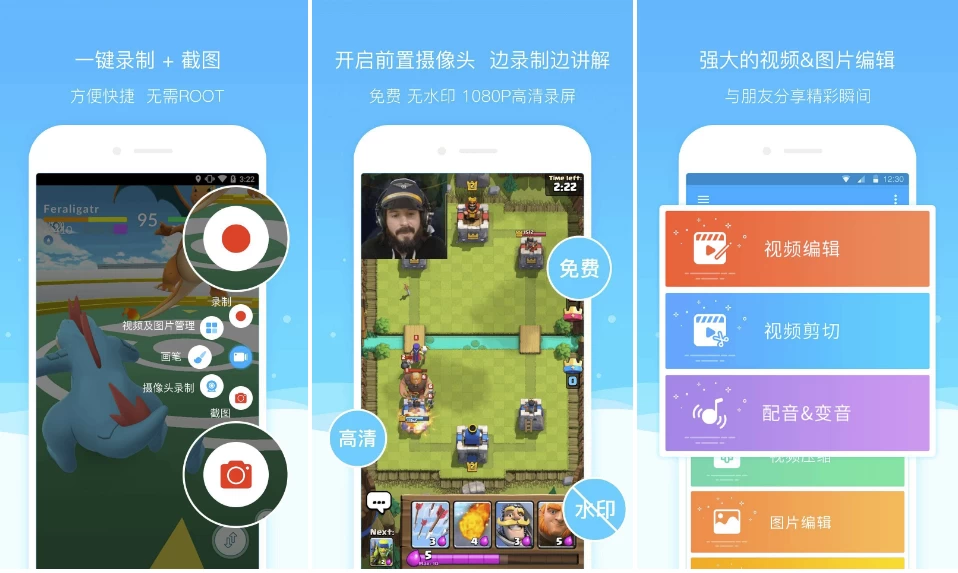 一键录制 + 截图
方便快捷 无需ROOT
3:22
Feraligatr
95
录制
视频及图片管理
画笔
摄像头录制
截图
开启前置摄像头 边录制边讲解
免费 无水印 1080P高清录屏
Time left:
2:22
免费
0
高清
水印
Next:
3
4
3
5
5
强大的视频&图片编辑
与朋友分享精彩瞬间
12:30
视频编辑
视频剪切
配音&变音
视频压缩
图片编辑